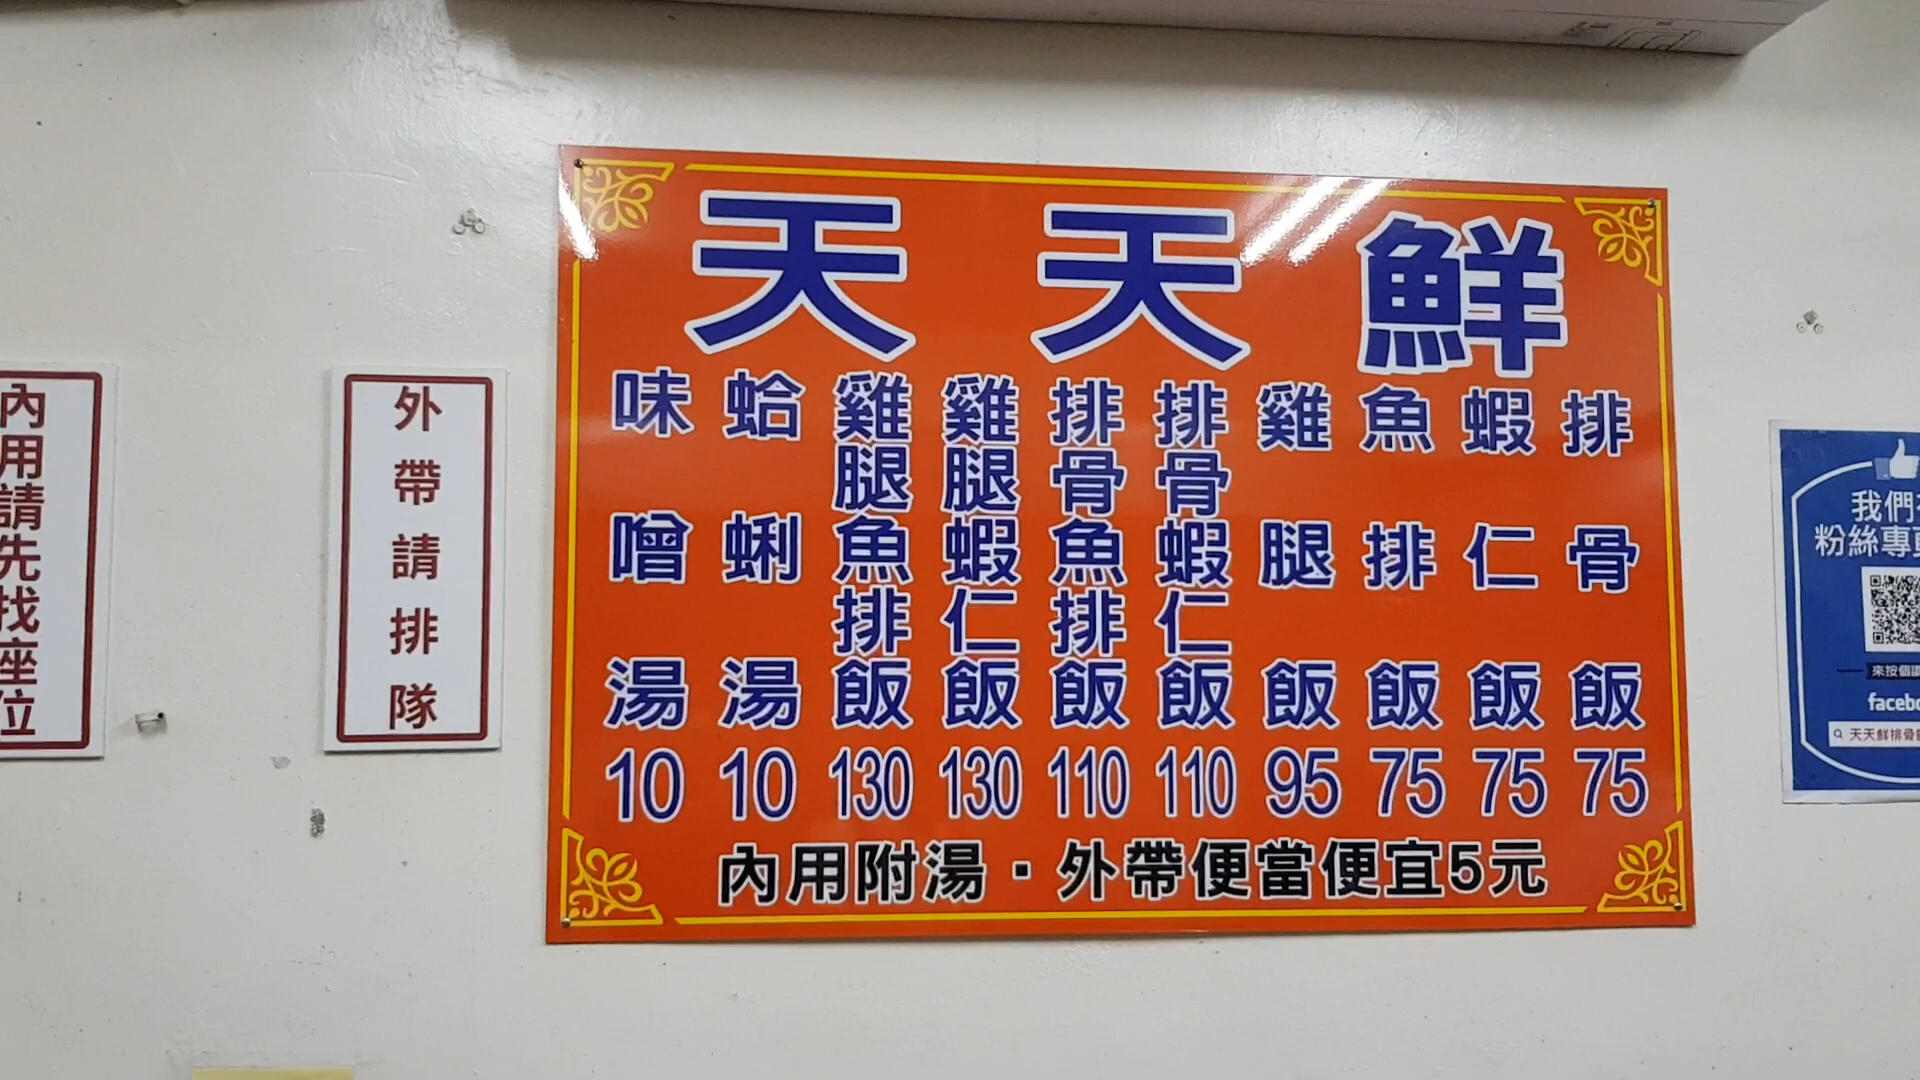 天天鮮
排骨飯 75
蝦仁飯 75
魚排飯 75
雞腿飯 95
排骨蝦仁飯 110
排骨魚排飯 110
雞腿蝦仁飯 130
雞腿魚排飯 130
蛤蜊湯 10
味噌湯 10
內用附湯・外帶便當便宜5元
外帶請排隊
內用請先找座位
我們
粉絲專
來按個
facebo
天天鮮排骨